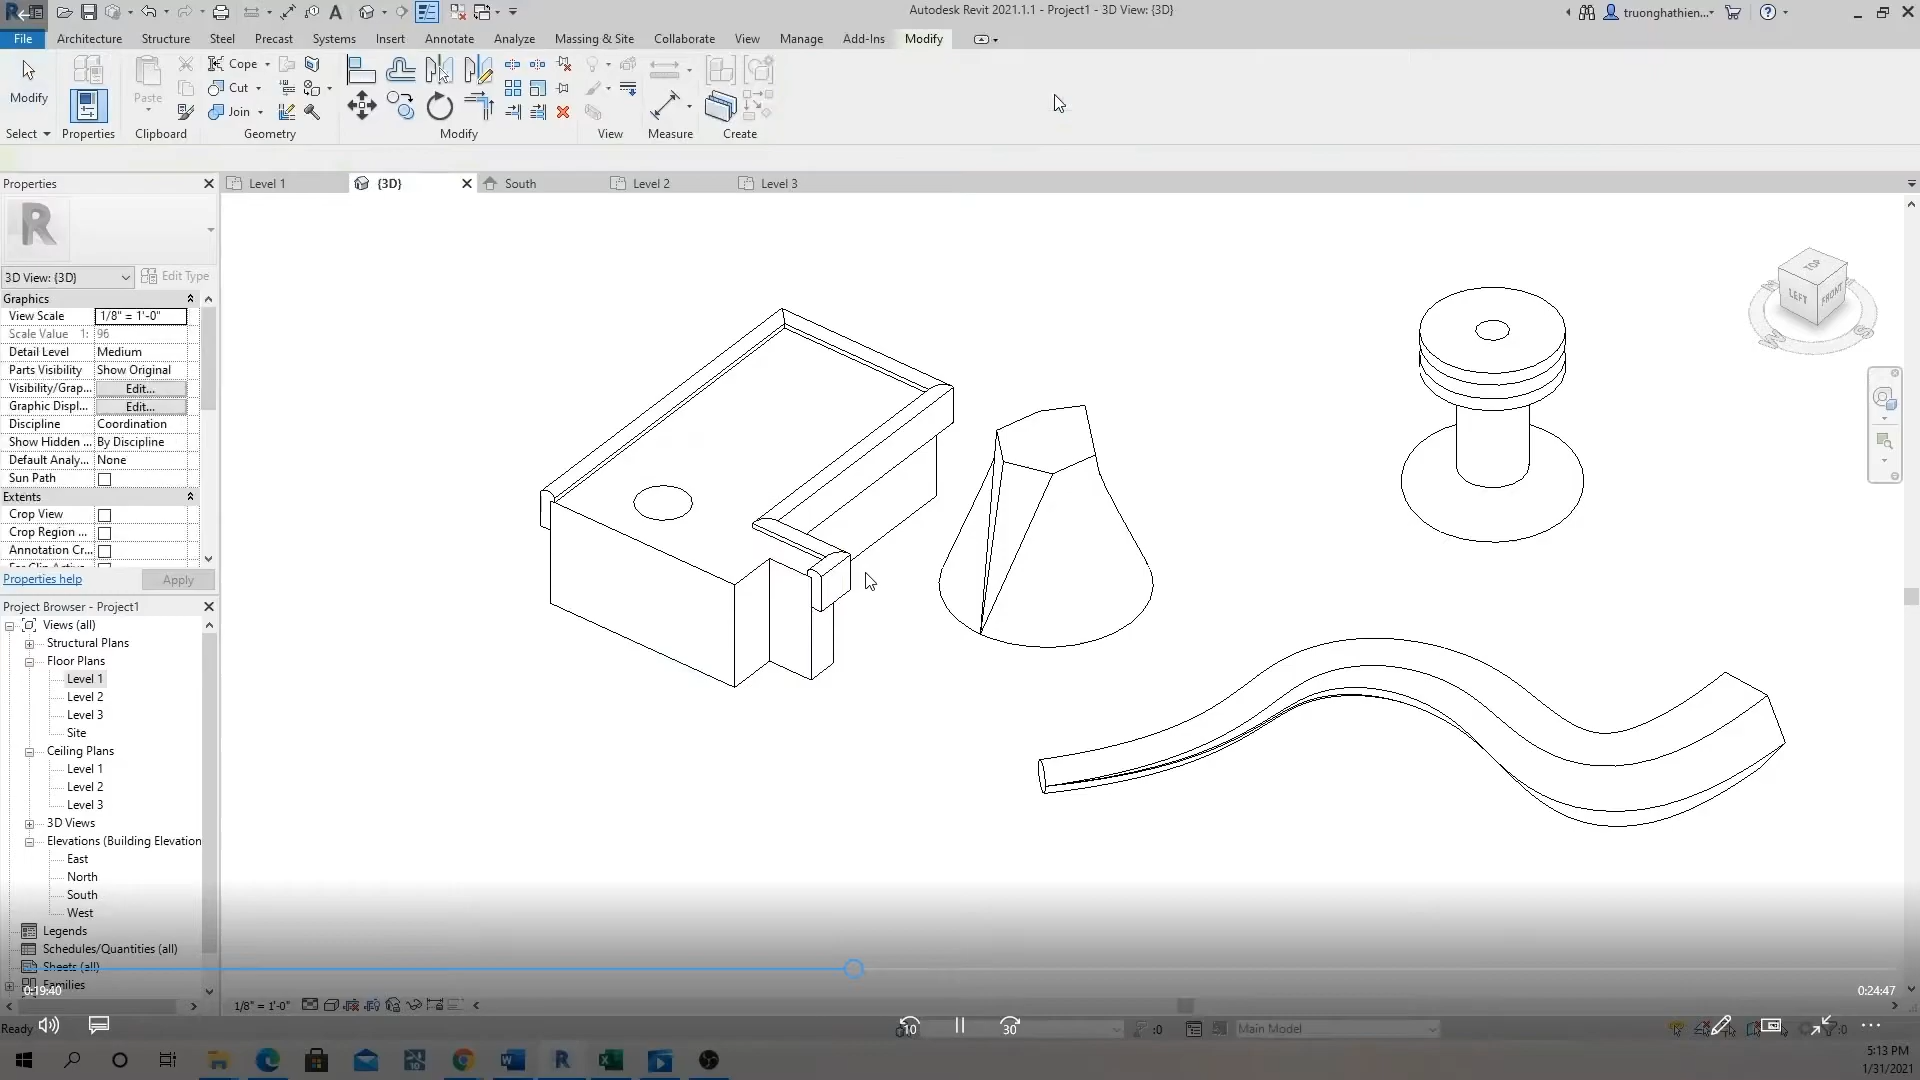 Autodesk Revit 2021.1.1 - Project1 - 3D View: {3D}
truonghathien...
File Architecture Structure Steel Precast Systems Insert Annotate Analyze Massing & Site Collaborate View Manage Add-Ins Modify
Modify
Paste
Cope
Cut
Join
Select Properties Clipboard Geometry Modify View Measure Create
Properties
Level 1 {3D} South Level 2 Level 3
3D View: {3D} Edit Type
Graphics
View Scale 1/8" = 1'-0"
Scale Value 1: 96
Detail Level Medium
Parts Visibility Show Original
Visibility/Grap... Edit...
Graphic Displ... Edit...
Discipline Coordination
Show Hidden ... By Discipline
Default Analy... None
Sun Path
Extents
Crop View
Crop Region ...
Annotation Cr...
Properties help Apply
Project Browser - Project1
Views (all)
Structural Plans
Floor Plans
Level 1
Level 2
Level 3
Site
Ceiling Plans
Level 1
Level 2
Level 3
3D Views
Elevations (Building Elevation
East
North
South
West
Legends
Schedules/Quantities (all)
Sheets (all)
Families
TOP
LEFT
FRONT
W
S
0:19:40
0:24:47
1/8" = 1'-0"
Ready
10
30
:0
Main Model
:0
5:13 PM
1/31/2021